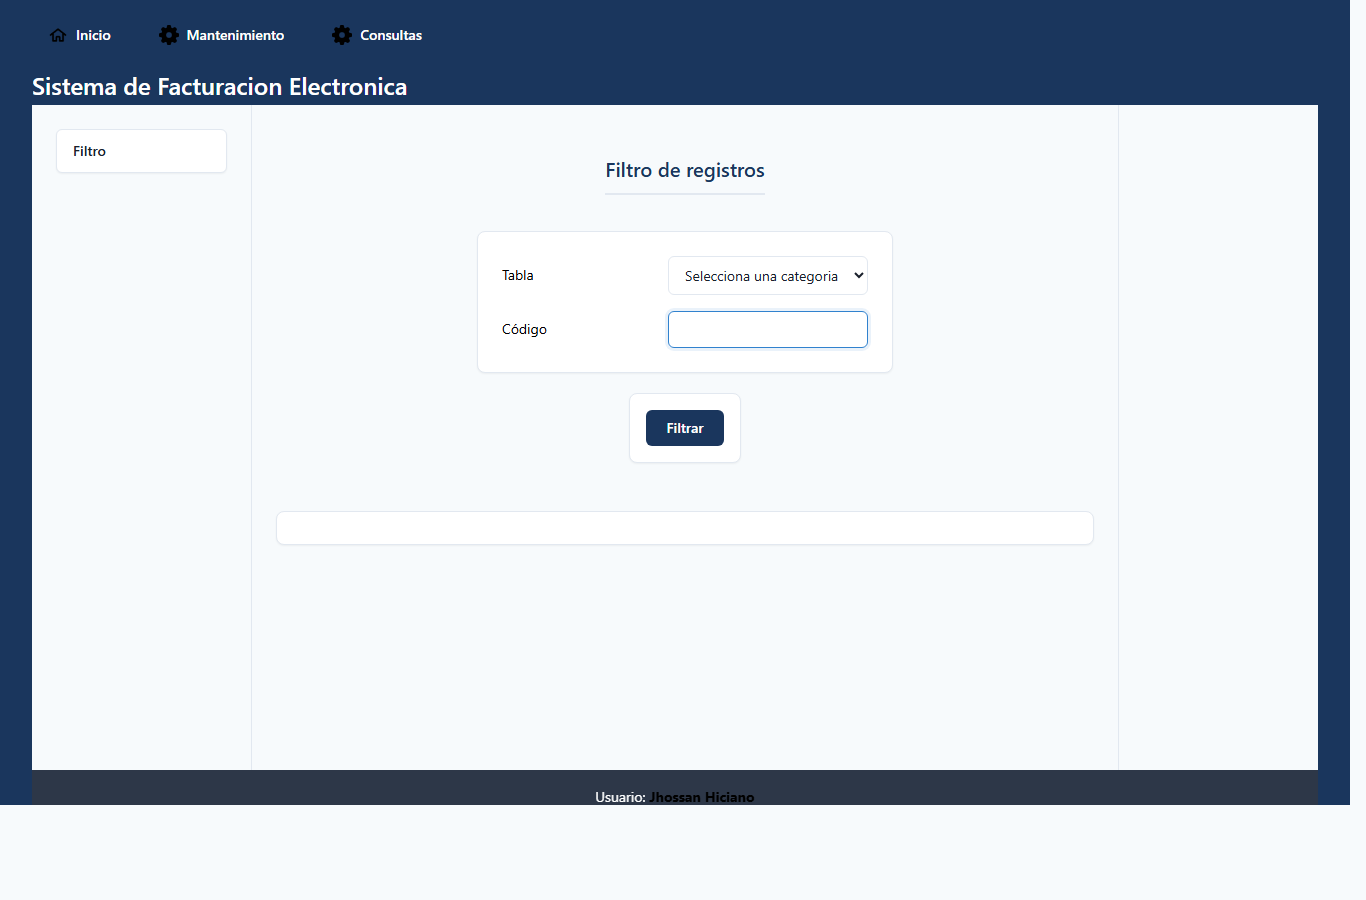 Inicio Mantenimiento Consultas
Sistema de Facturacion Electronica
Filtro
Filtro de registros
Tabla Selecciona una categoria
Código
Filtrar
Usuario: Jhossan Hiciano